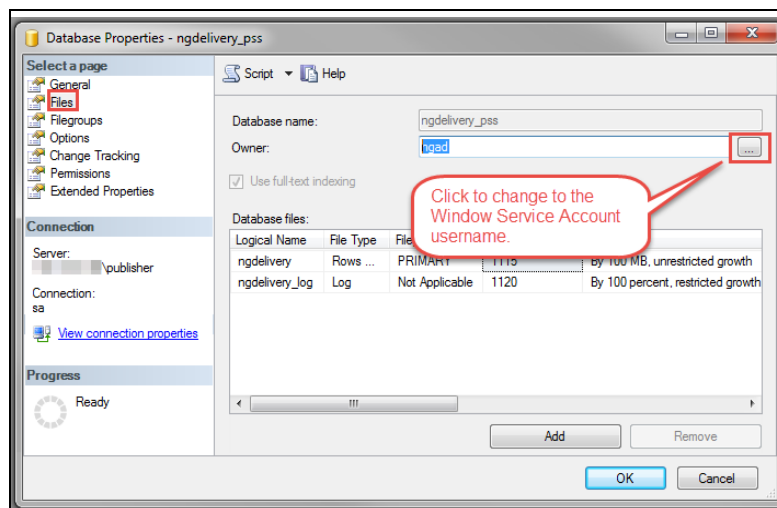 Database Properties - ngdelivery_pss
Select a page
General
Files
Filegroups
Options
Change Tracking
Permissions
Extended Properties
Script
Help
Database name:
ngdelivery_pss
Owner:
ngad
...
Use full-text indexing
Click to change to the
Window Service Account
username.
Database files:
Logical Name File Type File
ngdelivery Rows ... PRIMARY 1115 By 100 MB, unrestricted growth
ngdelivery_log Log Not Applicable 1120 By 100 percent, restricted growth
Connection
Server:
\publisher
Connection:
sa
View connection properties
Progress
Ready
Add Remove
OK Cancel